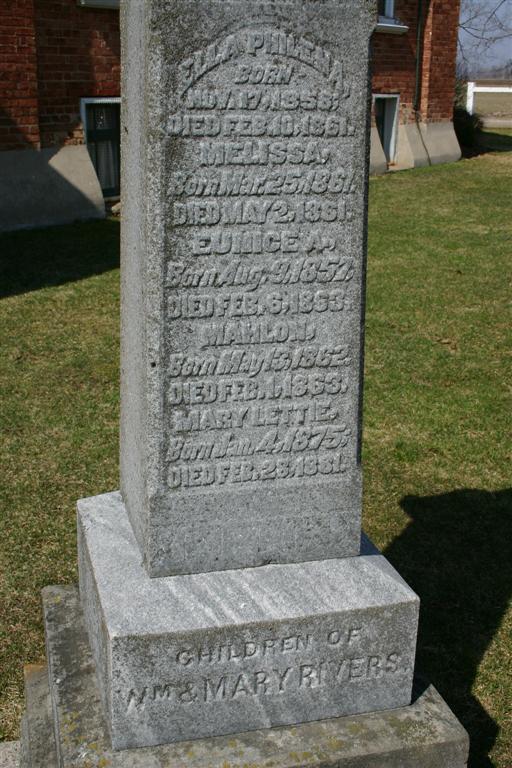 ELLA PHILENA,
BORN
NOV. 17, 1858;
DIED FEB. 10, 1861.
MELISSA,
Born Mar. 25, 1861,
DIED MAY 2, 1861;
EUNICE A.,
Born Aug. 9, 1857,
DIED FEB. 6, 1863;
MAHLON,
Born May 13, 1862,
DIED FEB. 1, 1863,
MARY LETTIE,
Born Jan. 4, 1875;
DIED FEB. 28, 1881.
CHILDREN OF
WM & MARY RIVERS.